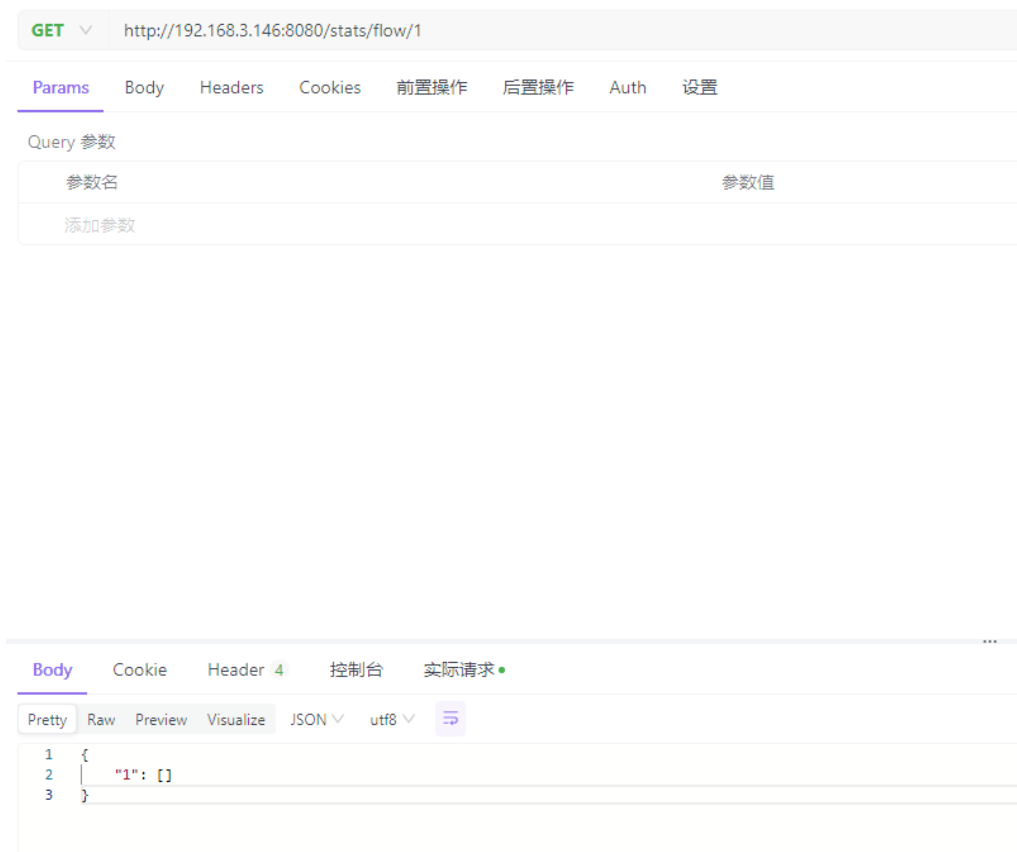 GET http://192.168.3.146:8080/stats/flow/1
Params Body Headers Cookies 前置操作 后置操作 Auth 设置
Query 参数
参数名 参数值
添加参数
...
Body Cookie Header 4 控制台 实际请求
Pretty Raw Preview Visualize JSON utf8
1 {
2 "1": []
3 }